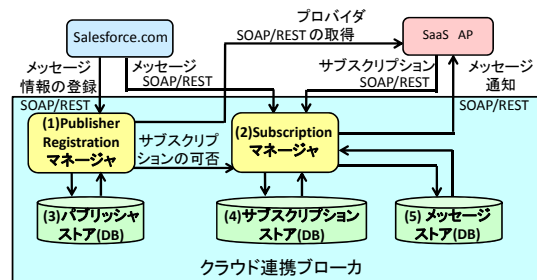 プロバイダ
SOAP/REST の取得
Salesforce.com
SaaS AP
メッセージ
情報の登録
SOAP/REST
メッセージ
SOAP/REST
サブスクリプション
SOAP/REST
メッセージ
通知
SOAP/REST
(1)Publisher
Registration
マネージャ
サブスクリプ
ションの可否
(2)Subscription
マネージャ
(3)パブリッシャ
ストア(DB)
(4)サブスクリプション
ストア(DB)
(5) メッセージ
ストア(DB)
クラウド連携ブローカ